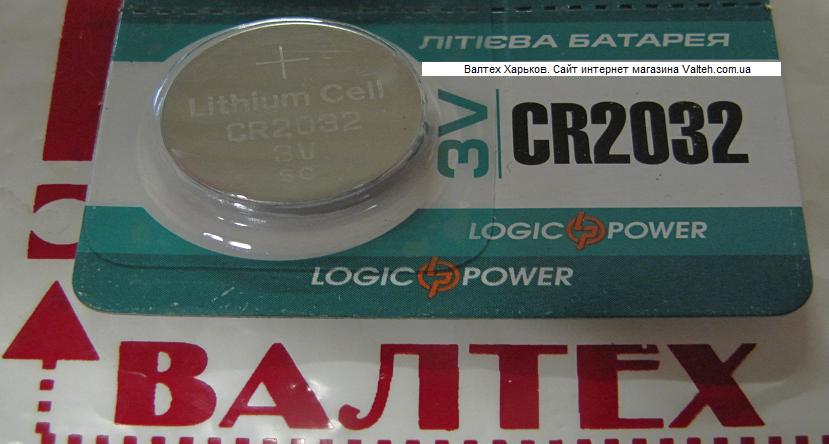 ЛІТІЄВА БАТАРЕЯ
Валтех Харьков. Сайт интернет магазина Valteh.com.ua
+
Lithium Cell
CR2032
3V
SC
3V
CR2032
LOGIC POWER
LOGIC POWER
ВАЛТЕХ